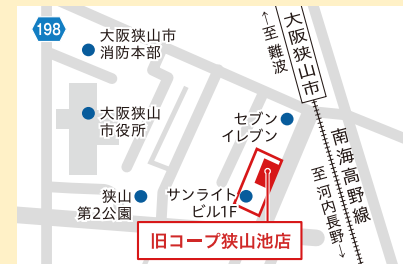 198
大阪狭山市
消防本部
←至 難波
大阪狭山市
大阪狭山
市役所
セブン
イレブン
南海高野線
至 河内長野→
狭山
第2公園
サンライト
ビル1F
旧コープ狭山池店